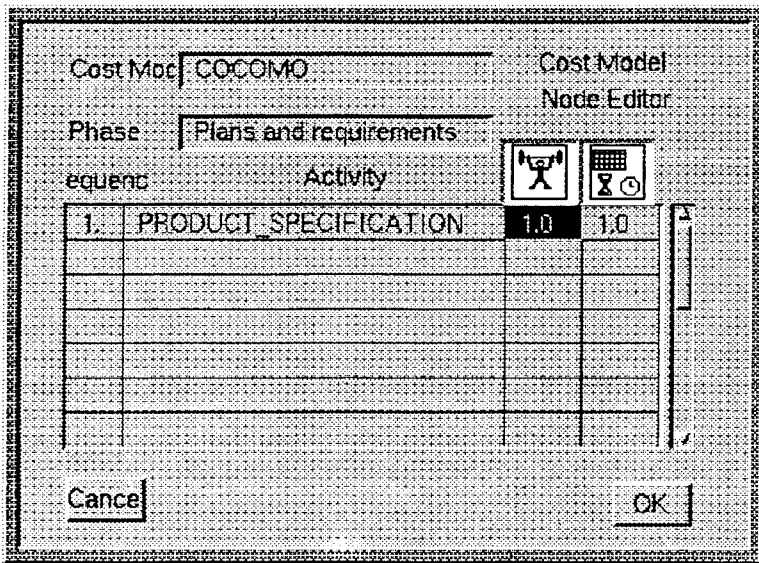 Cost Moc COCOMO Cost Model
Node Editor
Phase Plans and requirements
equenc Activity
1. PRODUCT_SPECIFICATION 1.0 1.0
Cance OK